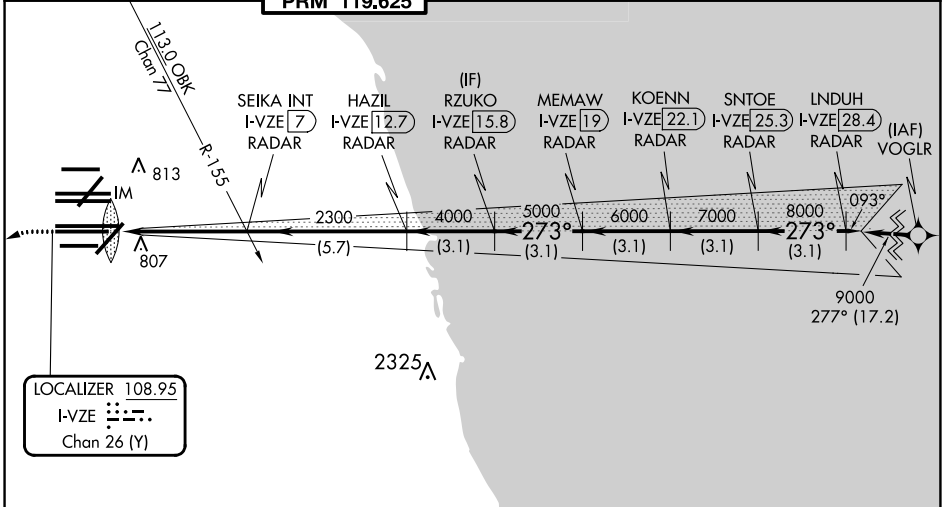 PRM 119.625
113.0 OBK
Chan 77
R-155
SEIKA INT
I-VZE 7
RADAR
HAZIL
I-VZE 12.7
RADAR
(IF)
RZUKO
I-VZE 15.8
RADAR
MEMAW
I-VZE 19
RADAR
KOENN
I-VZE 22.1
RADAR
SNTOE
I-VZE 25.3
RADAR
LNDUH
I-VZE 28.4
RADAR
(IAF)
VOGLR
813
IM
807
2300
(5.7)
4000
(3.1)
5000
273°
(3.1)
6000
(3.1)
7000
(3.1)
8000
273°
(3.1)
093°
9000
277° (17.2)
2325
LOCALIZER 108.95
I-VZE
Chan 26 (Y)